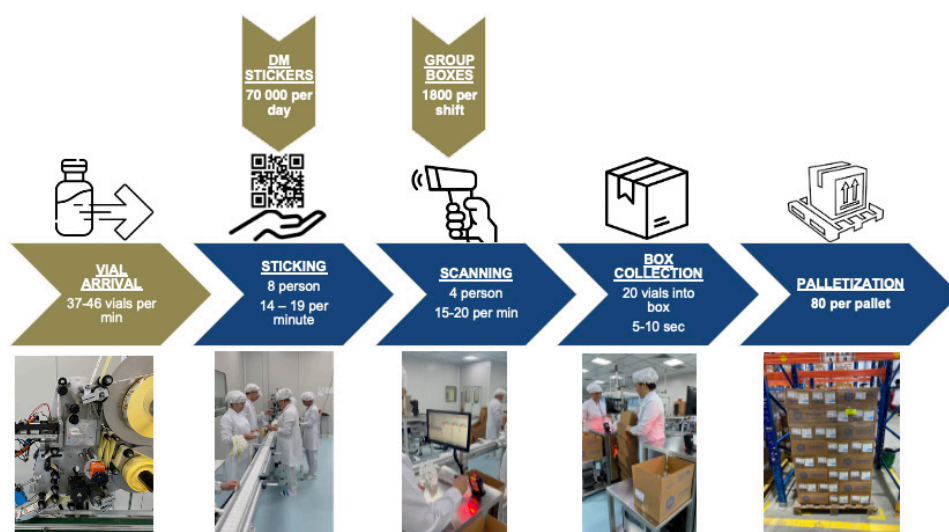 DM
STICKERS
70 000 per
day
GROUP
BOXES
1800 per
shift
VIAL
ARRIVAL
37-46 vials per
min
STICKING
8 person
14 – 19 per
minute
SCANNING
4 person
15-20 per min
BOX
COLLECTION
20 vials into
box
5-10 sec
PALLETIZATION
80 per pallet